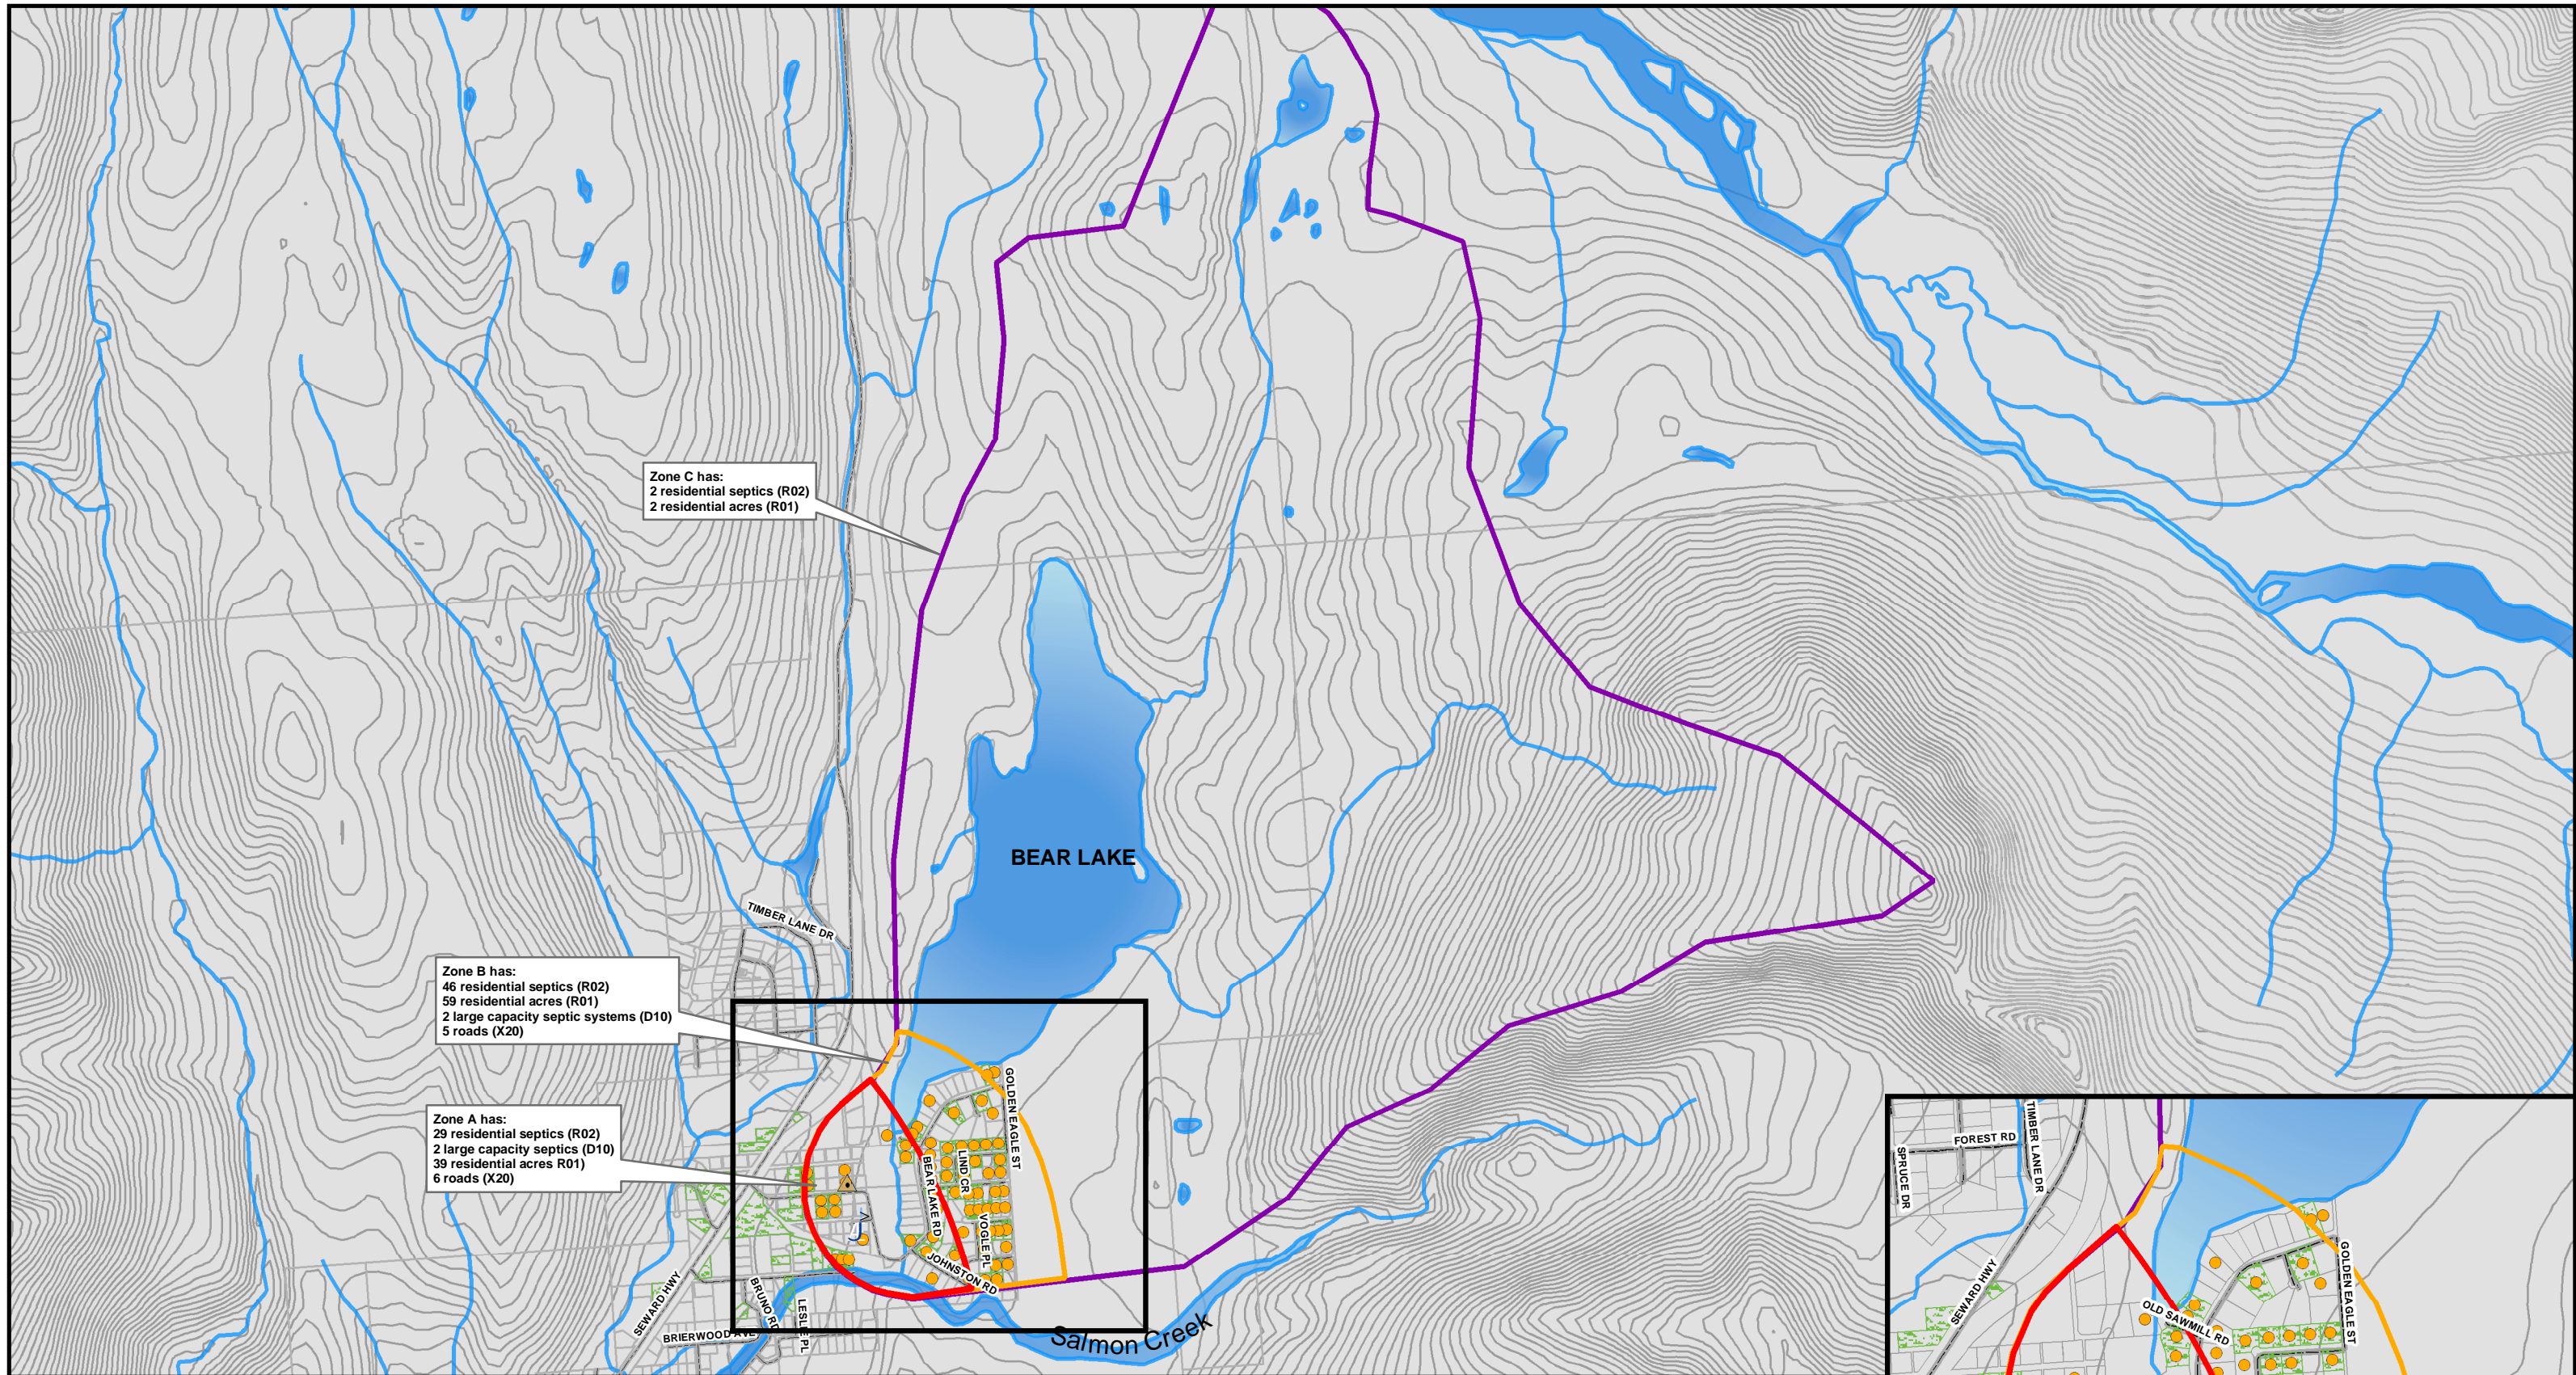 Zone C has:
2 residential septics (R02)
2 residential acres (R01)
BEAR LAKE
TIMBER LANE DR
Zone B has:
46 residential septics (R02)
59 residential acres (R01)
2 large capacity septic systems (D10)
5 roads (X20)
Zone A has:
29 residential septics (R02)
2 large capacity septics (D10)
39 residential acres R01)
6 roads (X20)
GOLDEN EAGLE ST
LIND CR
BEAR LAKE RD
VOGLE PL
JOHNSTON RD
SEWARD HWY
BRUNO RD
LESLIE PL
BRIERWOOD AVE
Salmon Creek
FOREST RD
TIMBER LANE DR
SPRUCE DR
SEWARD HWY
OLD SAWMILL RD
GOLDEN EAGLE ST